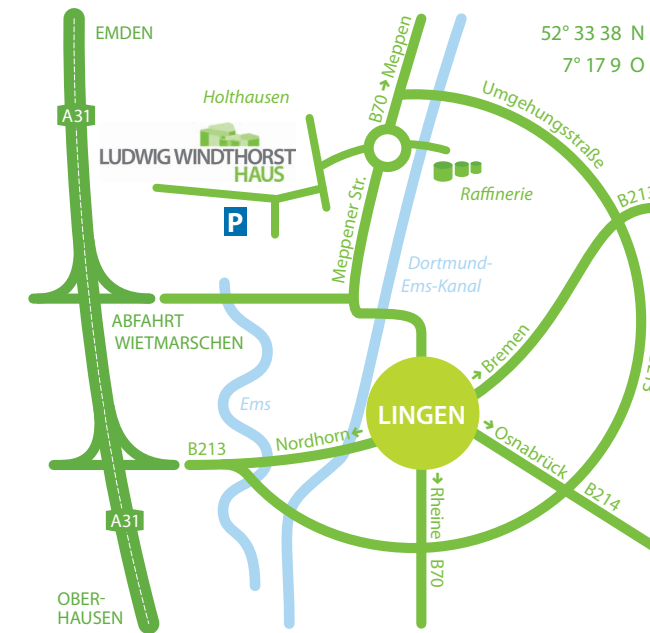 EMDEN
52° 33 38 N
7° 17 9 O
A31
Holthausen
LUDWIG WINDTHORST
HAUS
P
B70 → Meppen
Umgehungsstraße
Raffinerie
B213
Meppener Str.
Dortmund-
Ems-Kanal
ABFAHRT
WIETMARSCHEN
→ Bremen
B213
Ems
LINGEN
Nordhorn ←
B213
→ Osnabrück
B214
→ Rheine
B70
A31
OBER-
HAUSEN